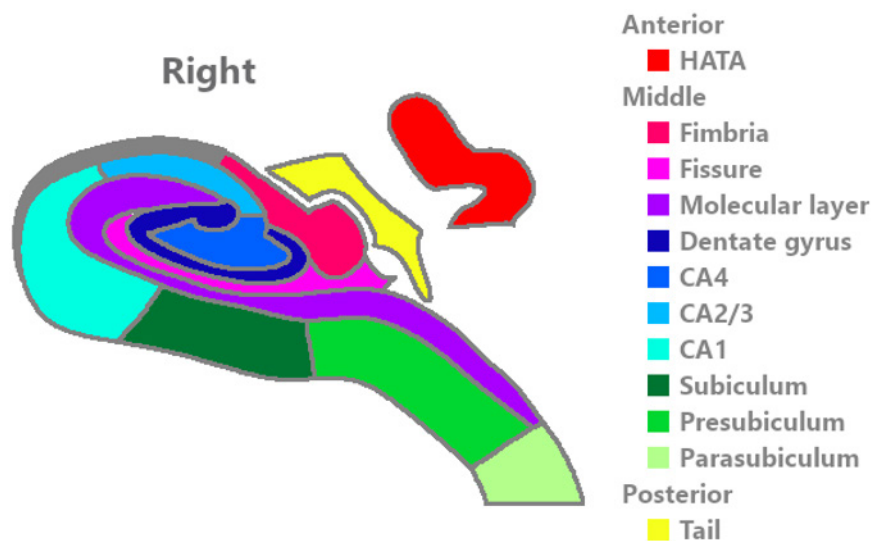 Right
Anterior
HATA
Middle
Fimbria
Fissure
Molecular layer
Dentate gyrus
CA4
CA2/3
CA1
Subiculum
Presubiculum
Parasubiculum
Posterior
Tail